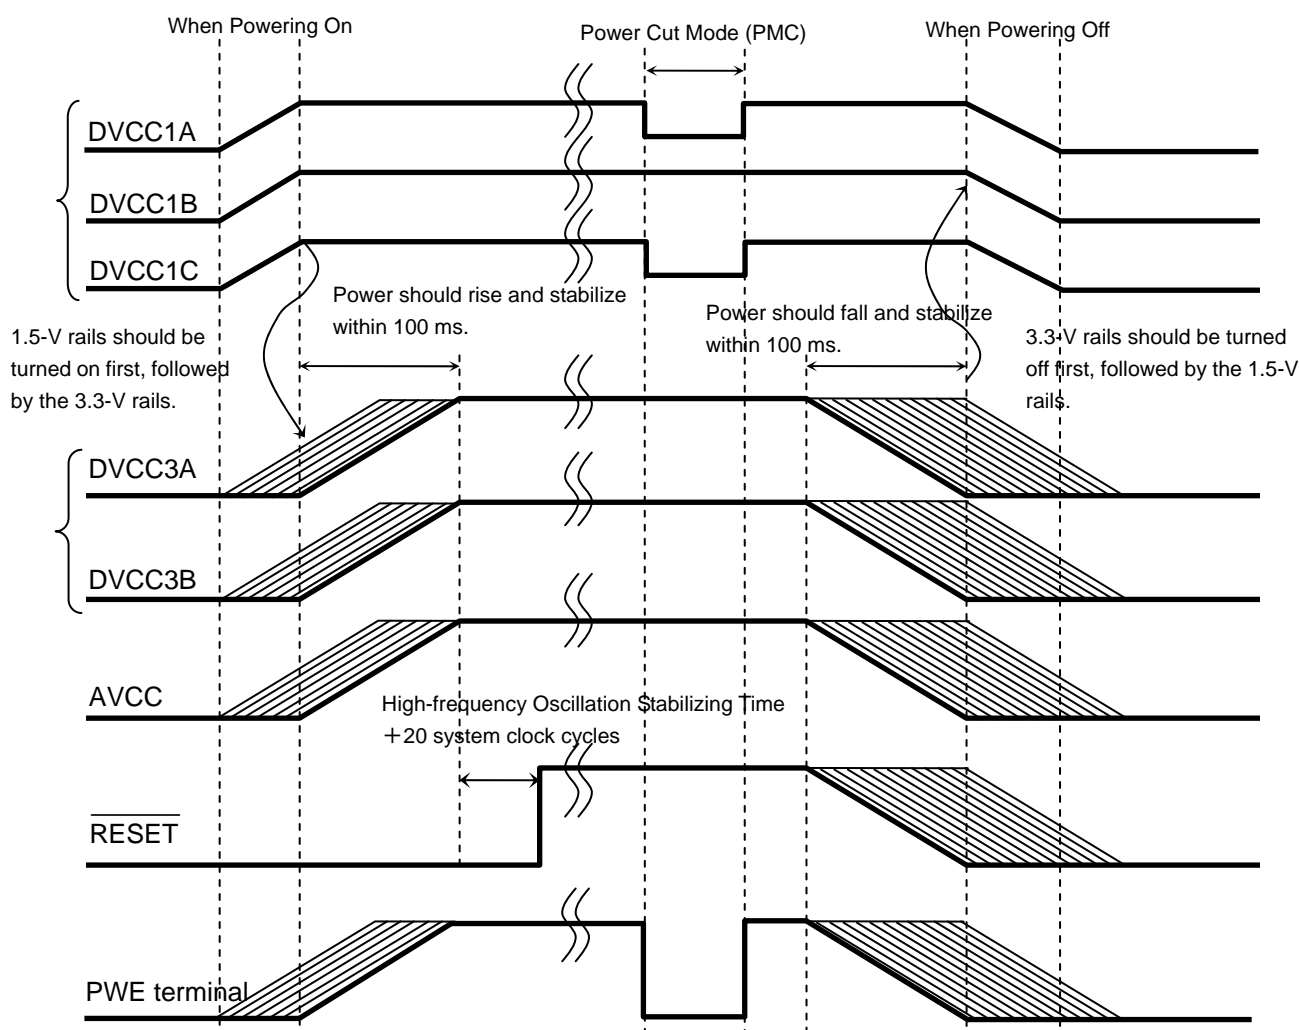 When Powering On
Power Cut Mode (PMC)
When Powering Off
DVCC1A
DVCC1B
DVCC1C
Power should rise and stabilize
within 100 ms.
Power should fall and stabilize
within 100 ms.
1.5-V rails should be
turned on first, followed
by the 3.3-V rails.
3.3-V rails should be turned
off first, followed by the 1.5-V
rails.
DVCC3A
DVCC3B
AVCC
High-frequency Oscillation Stabilizing Time
+20 system clock cycles
RESET
PWE terminal